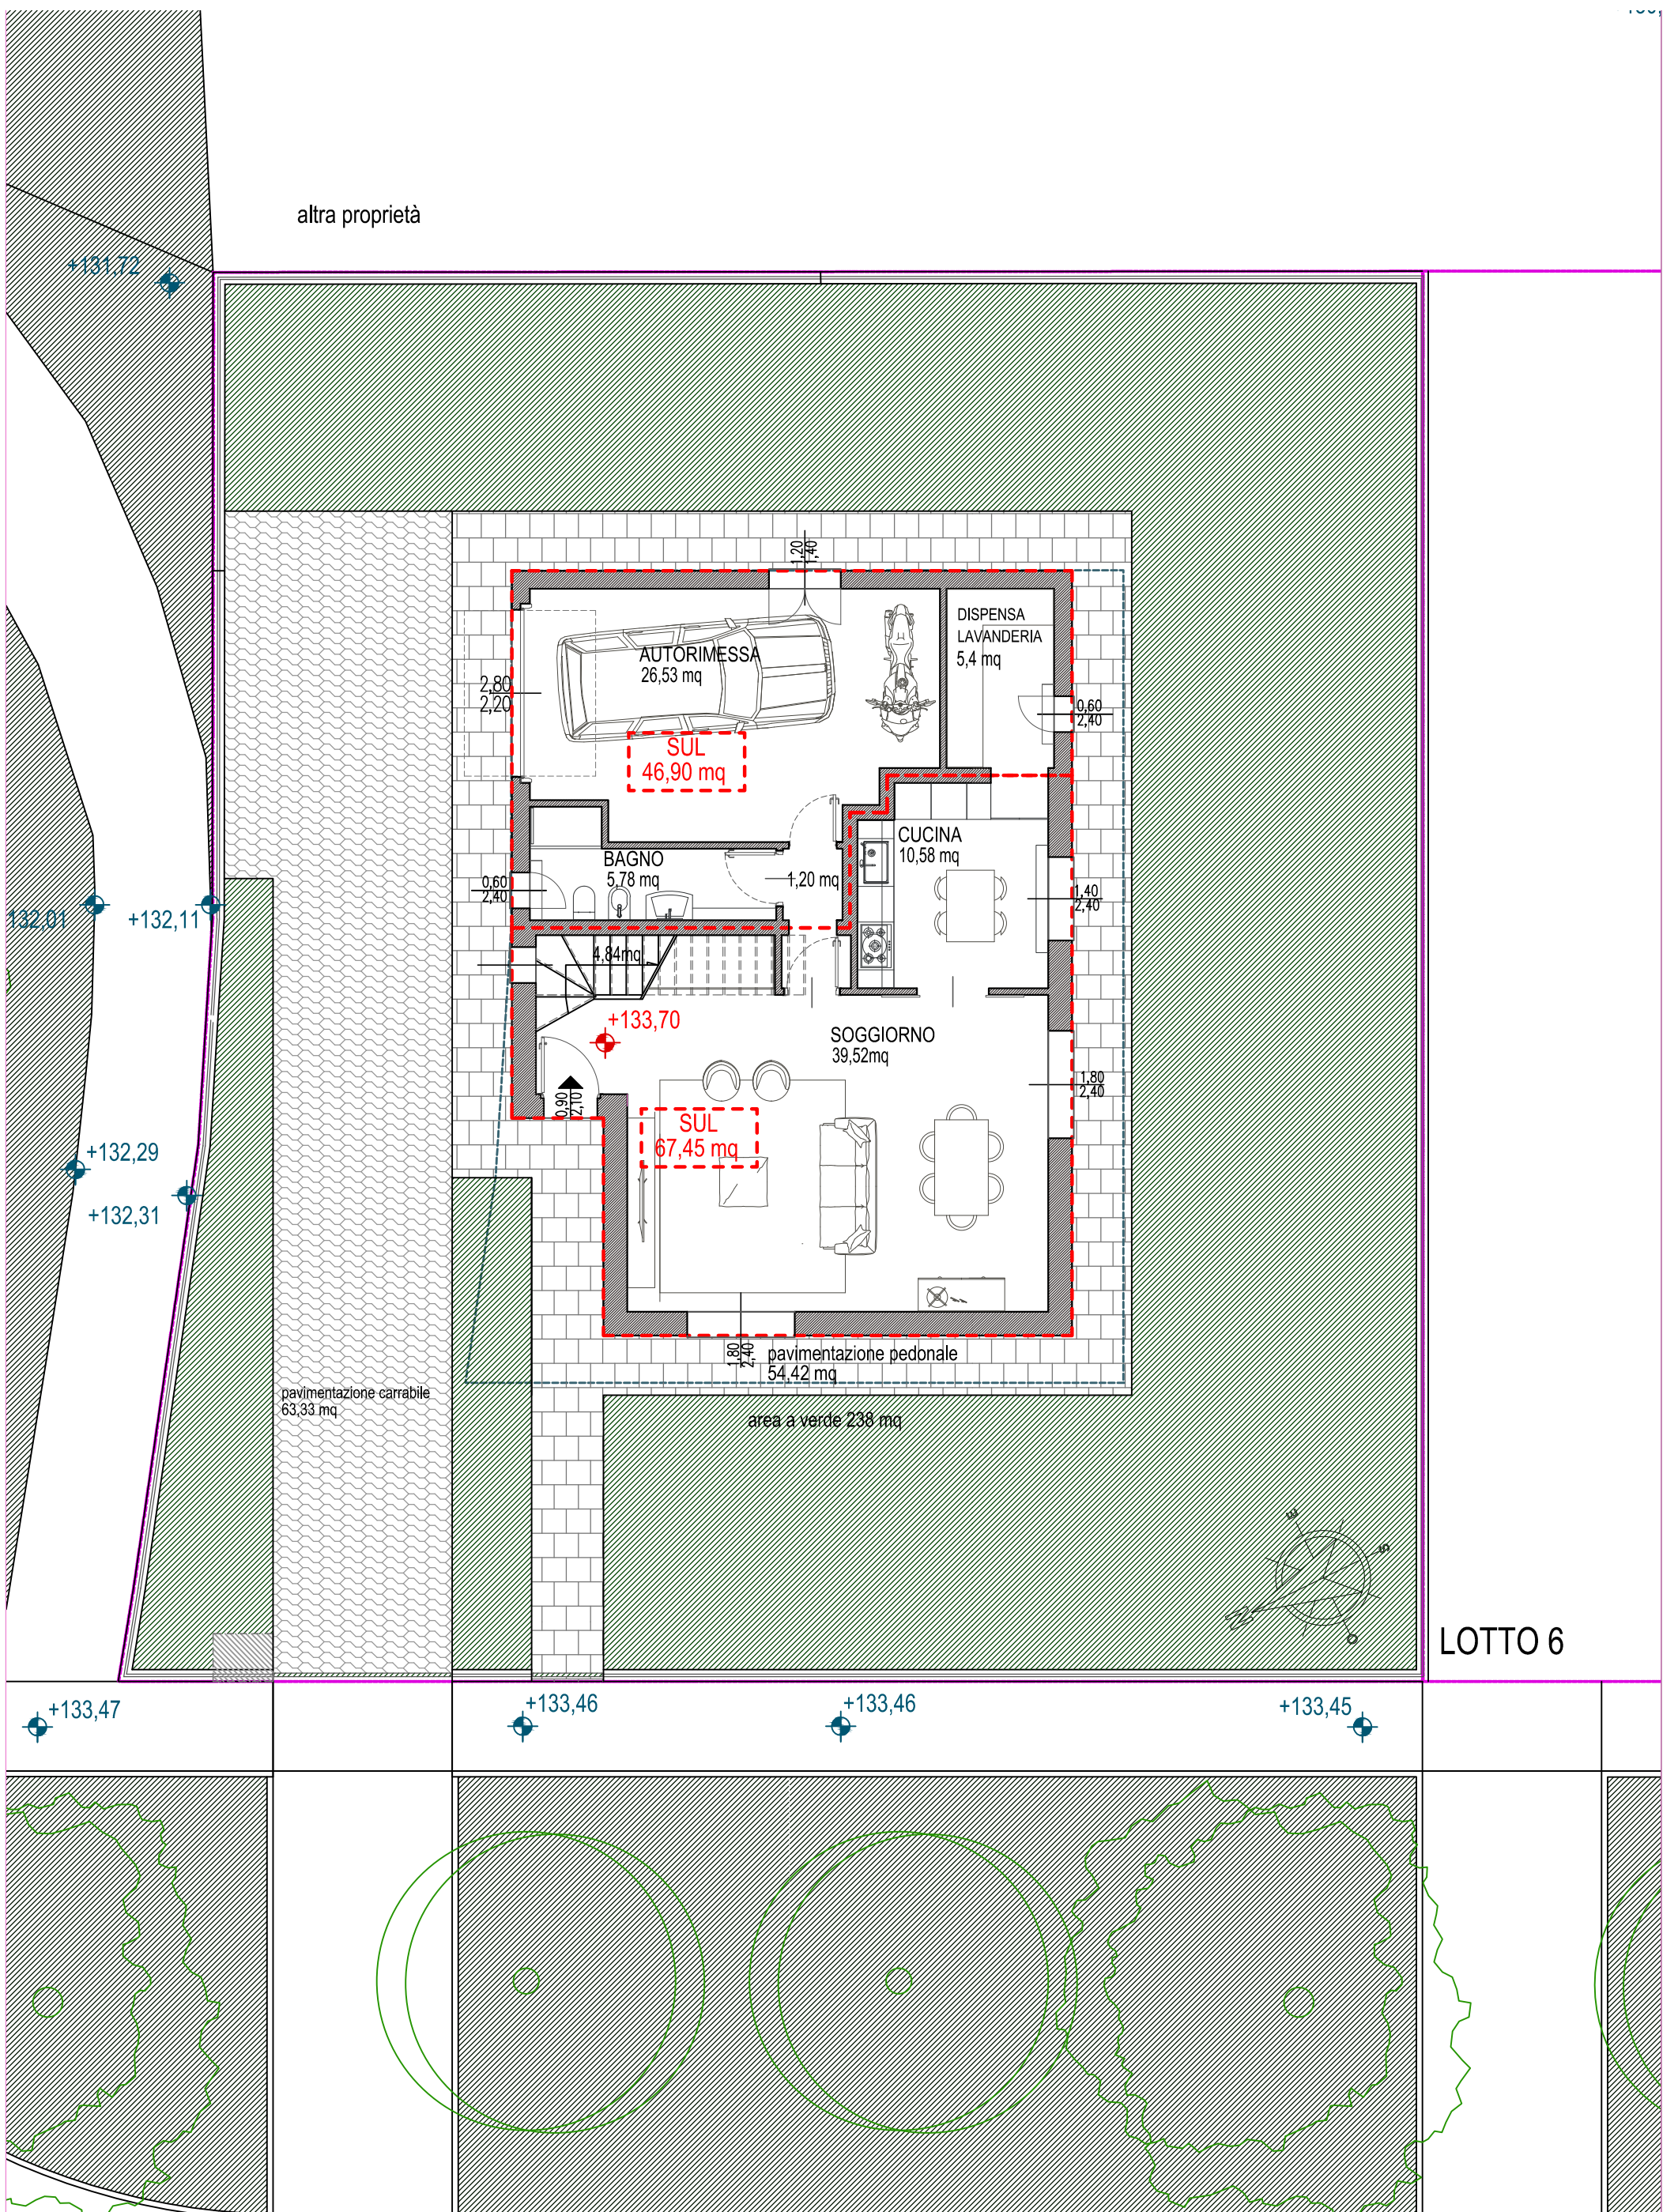 altra proprietà
+131,72
1,20
1,40
DISPENSA
LAVANDERIA
5,4 mq
AUTORIMESSA
26,53 mq
2,80
2,20
0,60
2,40
SUL
46,90 mq
CUCINA
10,58 mq
BAGNO
5,78 mq
1,20 mq
0,60
2,40
1,40
2,40
132,01
+132,11
4,84mq
+133,70
SOGGIORNO
39,52mq
1,80
2,40
0,90
2,10
SUL
67,45 mq
+132,29
+132,31
1,80
2,40
pavimentazione pedonale
54,42 mq
pavimentazione carrabile
63,33 mq
area a verde 238 mq
E
S
N
O
LOTTO 6
+133,47
+133,46
+133,46
+133,45